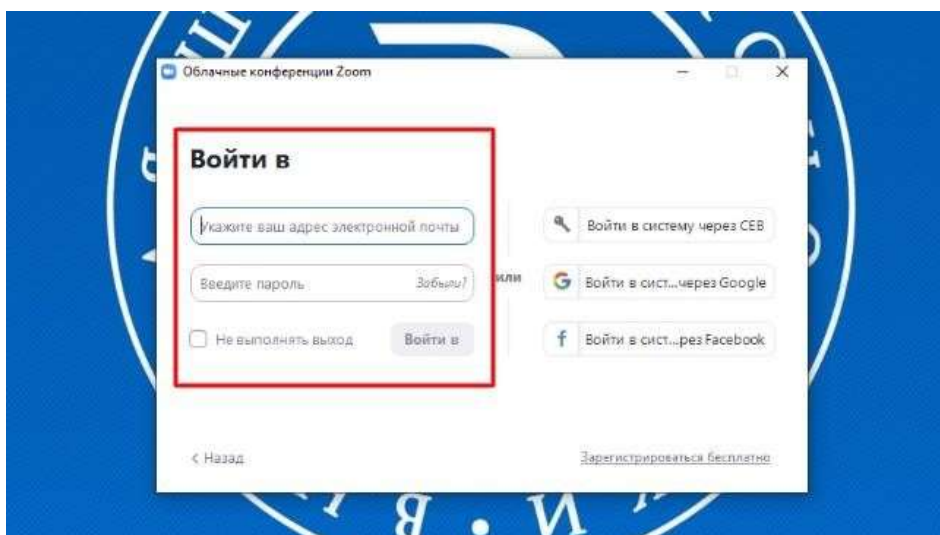 Облачные конференции Zoom
Войти в
Укажите ваш адрес электронной почты
Введите пароль Забыли?
Не выполнять выход Войти в
или
Войти в систему через СЕВ
Войти в сист...через Google
Войти в сист...рез Facebook
< Назад
Зарегистрироваться бесплатно